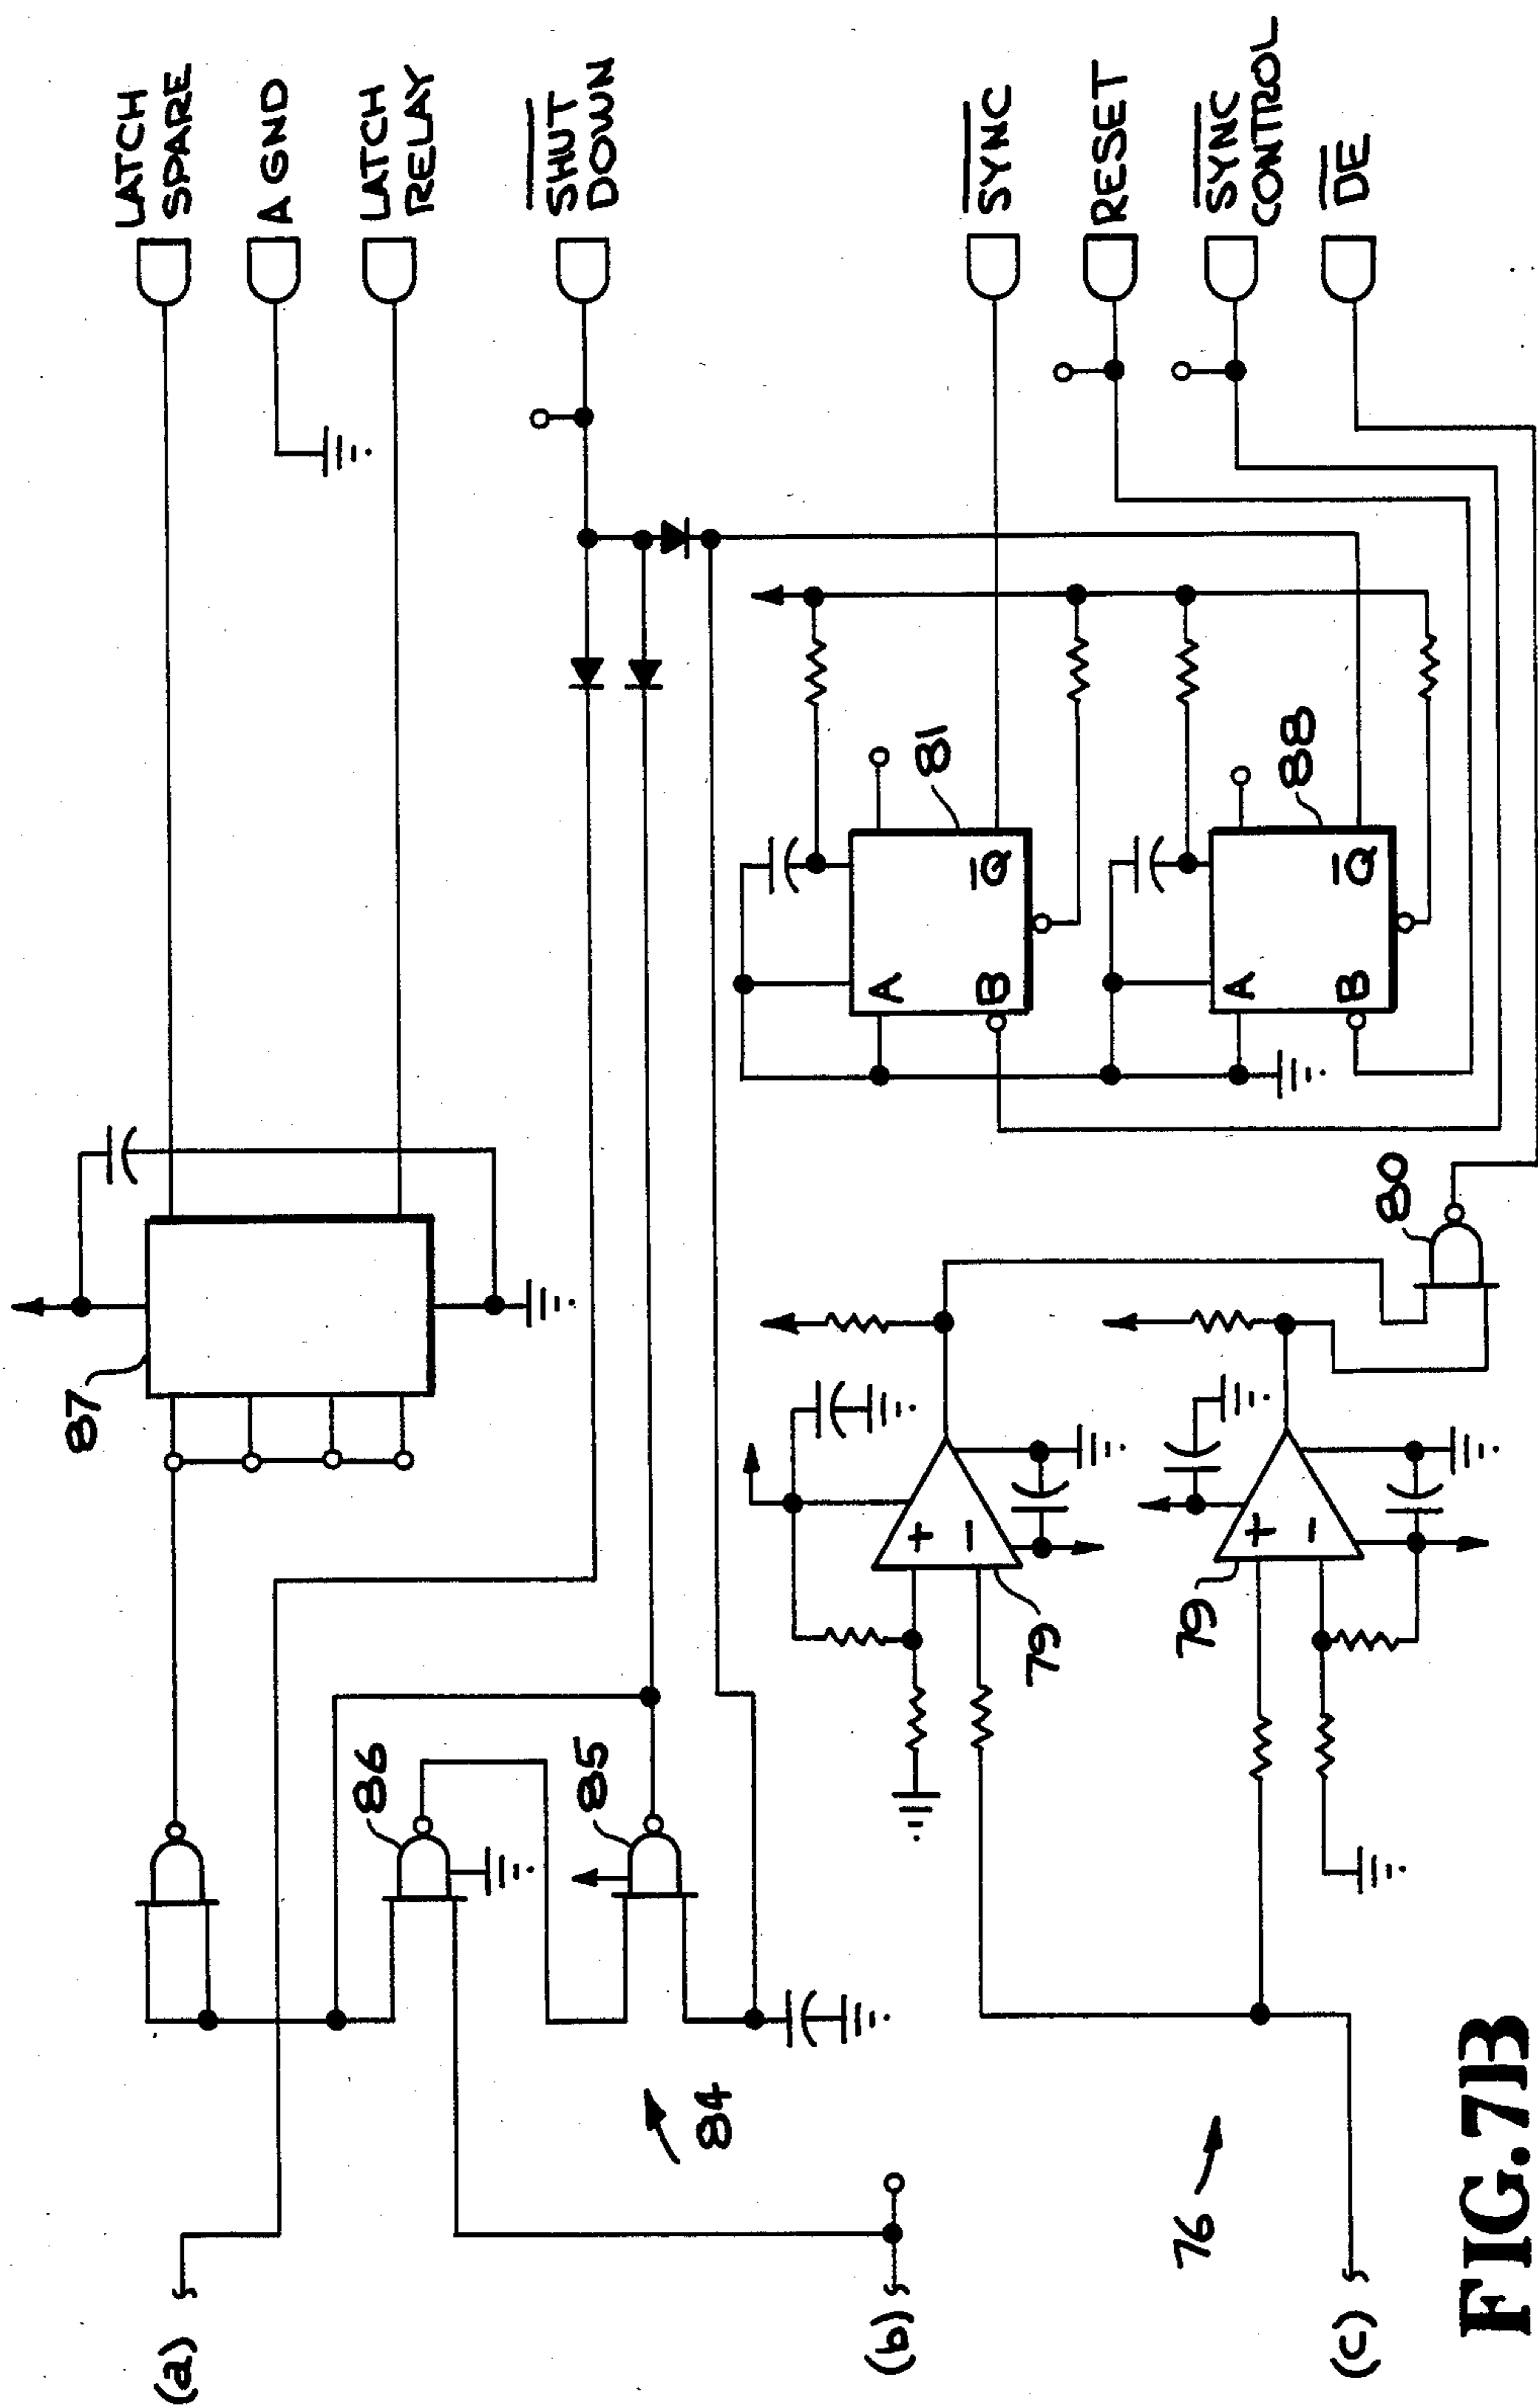 LATCH
SPARE
A GND
LATCH
RELAY
SHUT
DOWN
SYNC
RESET
SYNC
CONTROL
DE
87
86
85
84
(a)
(b)
(c)
76
79
+
−
79
+
−
80
81
A
B
Q
88
A
B
Q
FIG.7B